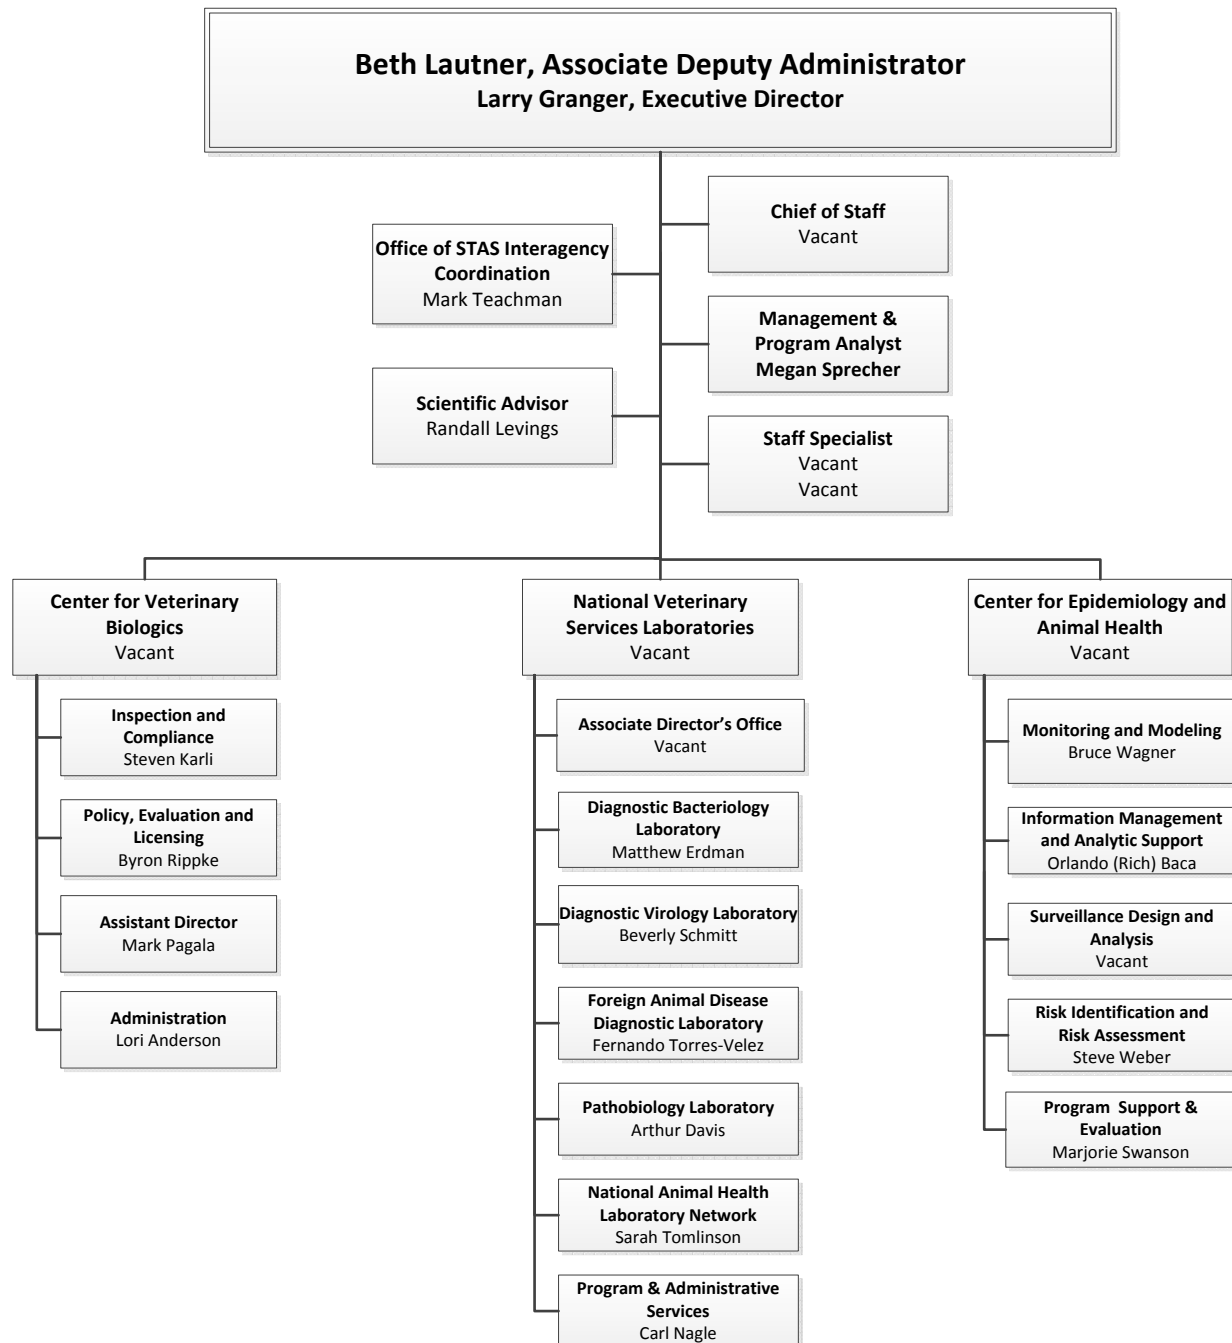 Beth Lautner, Associate Deputy Administrator
Larry Granger, Executive Director
Chief of Staff
Vacant
Office of STAS Interagency
Coordination
Mark Teachman
Management &
Program Analyst
Megan Sprecher
Scientific Advisor
Randall Levings
Staff Specialist
Vacant
Vacant
Center for Veterinary
Biologics
Vacant
Inspection and
Compliance
Steven Karli
Policy, Evaluation and
Licensing
Byron Rippke
Assistant Director
Mark Pagala
Administration
Lori Anderson
National Veterinary
Services Laboratories
Vacant
Associate Director’s Office
Vacant
Diagnostic Bacteriology
Laboratory
Matthew Erdman
Diagnostic Virology Laboratory
Beverly Schmitt
Foreign Animal Disease
Diagnostic Laboratory
Fernando Torres-Velez
Pathobiology Laboratory
Arthur Davis
National Animal Health
Laboratory Network
Sarah Tomlinson
Program & Administrative
Services
Carl Nagle
Center for Epidemiology and
Animal Health
Vacant
Monitoring and Modeling
Bruce Wagner
Information Management
and Analytic Support
Orlando (Rich) Baca
Surveillance Design and
Analysis
Vacant
Risk Identification and
Risk Assessment
Steve Weber
Program  Support &
Evaluation
Marjorie Swanson